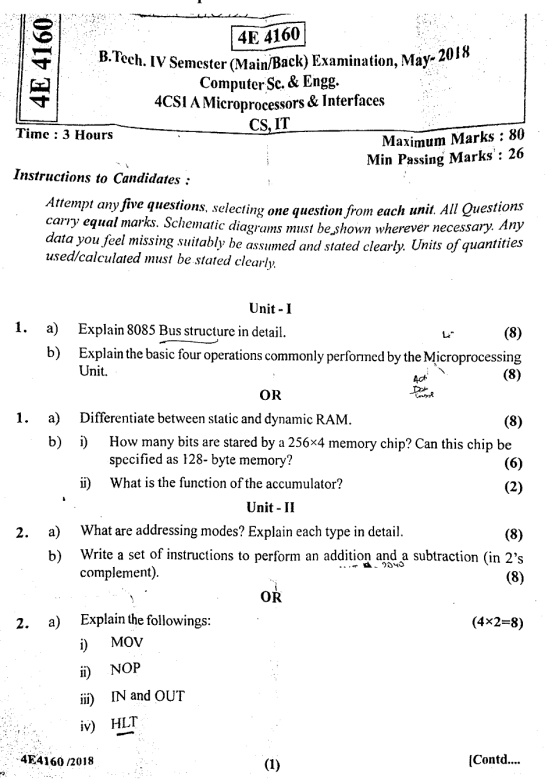 4E 4160
4E 4160
B.Tech. IV Semester (Main/Back) Examination, May-2018
Computer Sc. & Engg.
4CS1 A Microprocessors & Interfaces
CS, IT
Time : 3 Hours
Maximum Marks : 80
Min Passing Marks : 26
Instructions to Candidates :
Attempt any five questions, selecting one question from each unit. All Questions
carry equal marks. Schematic diagrams must be shown wherever necessary. Any
data you feel missing suitably be assumed and stated clearly. Units of quantities
used/calculated must be stated clearly.
Unit - I
1. a) Explain 8085 Bus structure in detail. (8)
b) Explain the basic four operations commonly performed by the Microprocessing
Unit. (8)
OR
1. a) Differentiate between static and dynamic RAM. (8)
b) i) How many bits are stared by a 256×4 memory chip? Can this chip be
specified as 128- byte memory? (6)
ii) What is the function of the accumulator? (2)
Unit - II
2. a) What are addressing modes? Explain each type in detail. (8)
b) Write a set of instructions to perform an addition and a subtraction (in 2's
complement). (8)
OR
2. a) Explain the followings: (4×2=8)
i) MOV
ii) NOP
iii) IN and OUT
iv) HLT
4E4160 /2018 (1) [Contd....